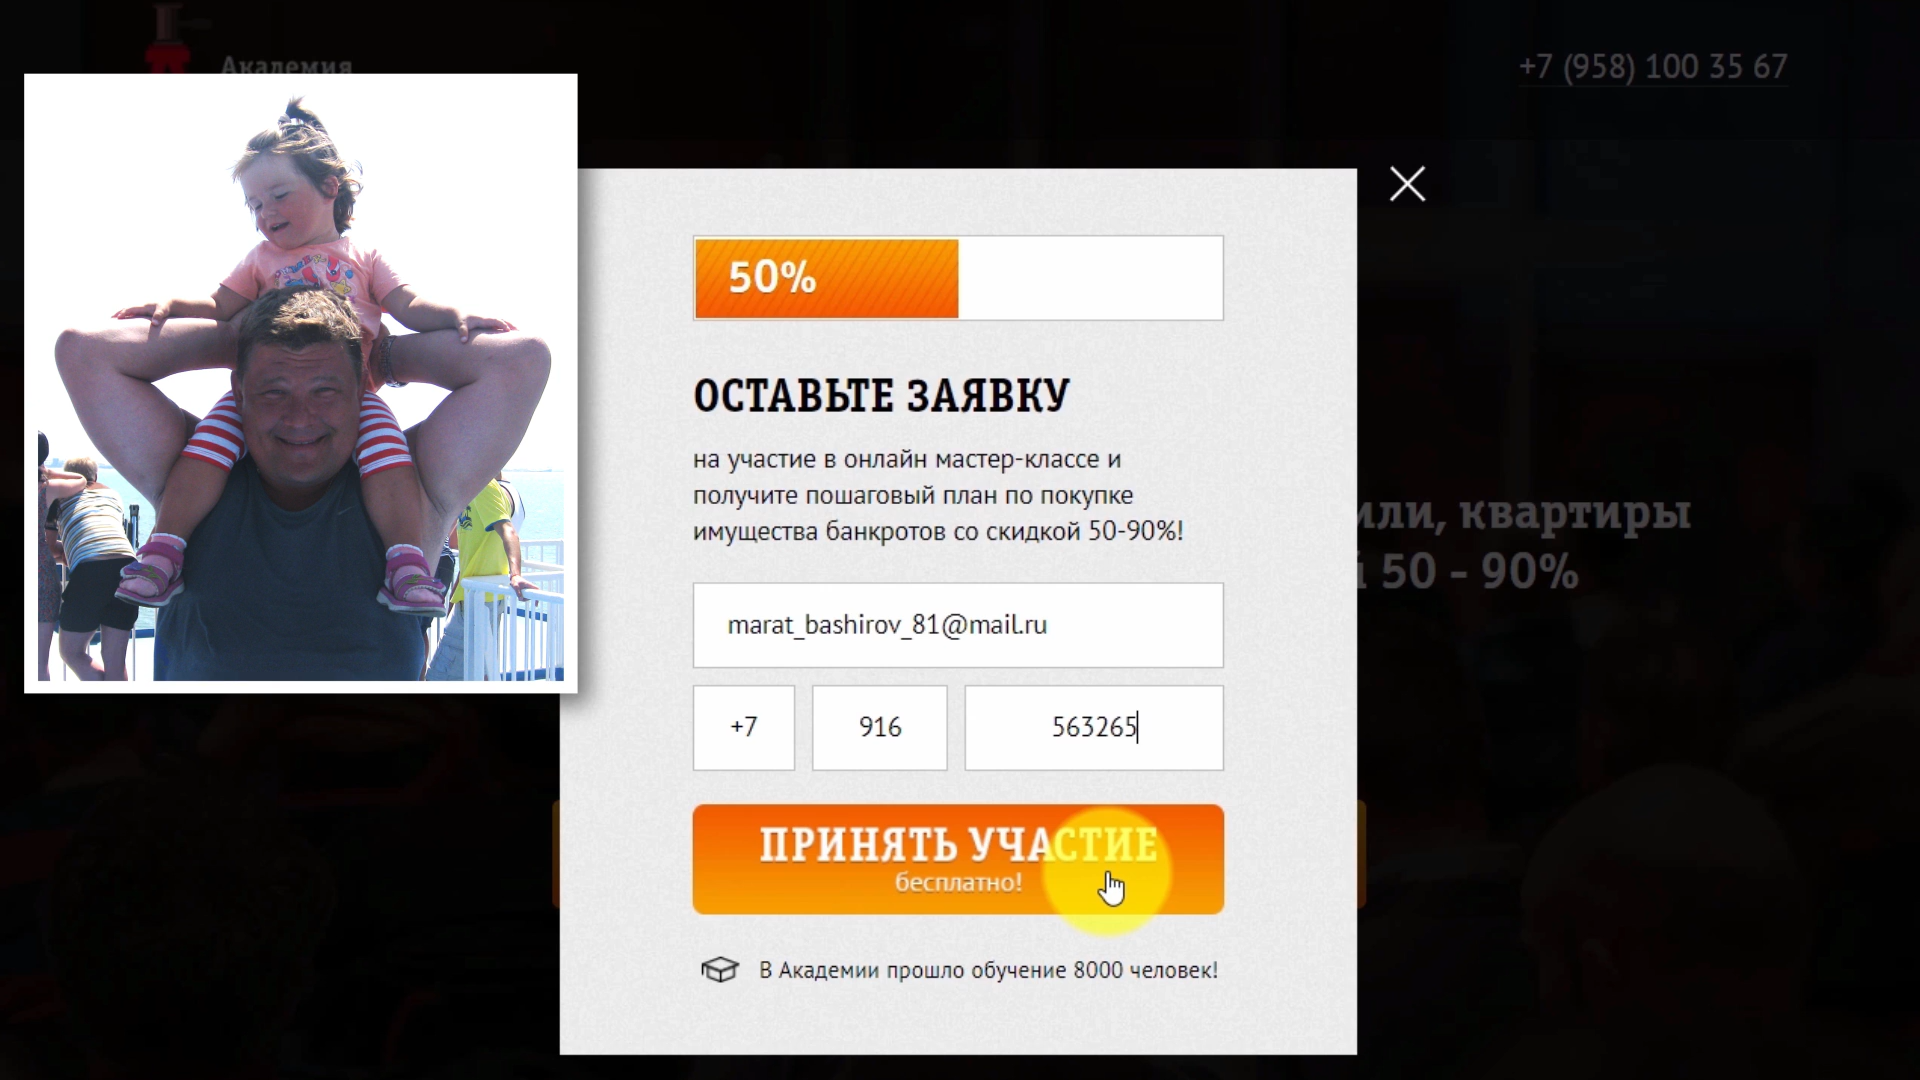 Академия
+7 (958) 100 35 67
50%
ОСТАВЬТЕ ЗАЯВКУ
на участие в онлайн мастер-классе и
получите пошаговый план по покупке
имущества банкротов со скидкой 50-90%!
или, квартиры
50 - 90%
marat_bashirov_81@mail.ru
+7 916 563265
ПРИНЯТЬ УЧАСТИЕ
бесплатно!
В Академии прошло обучение 8000 человек!